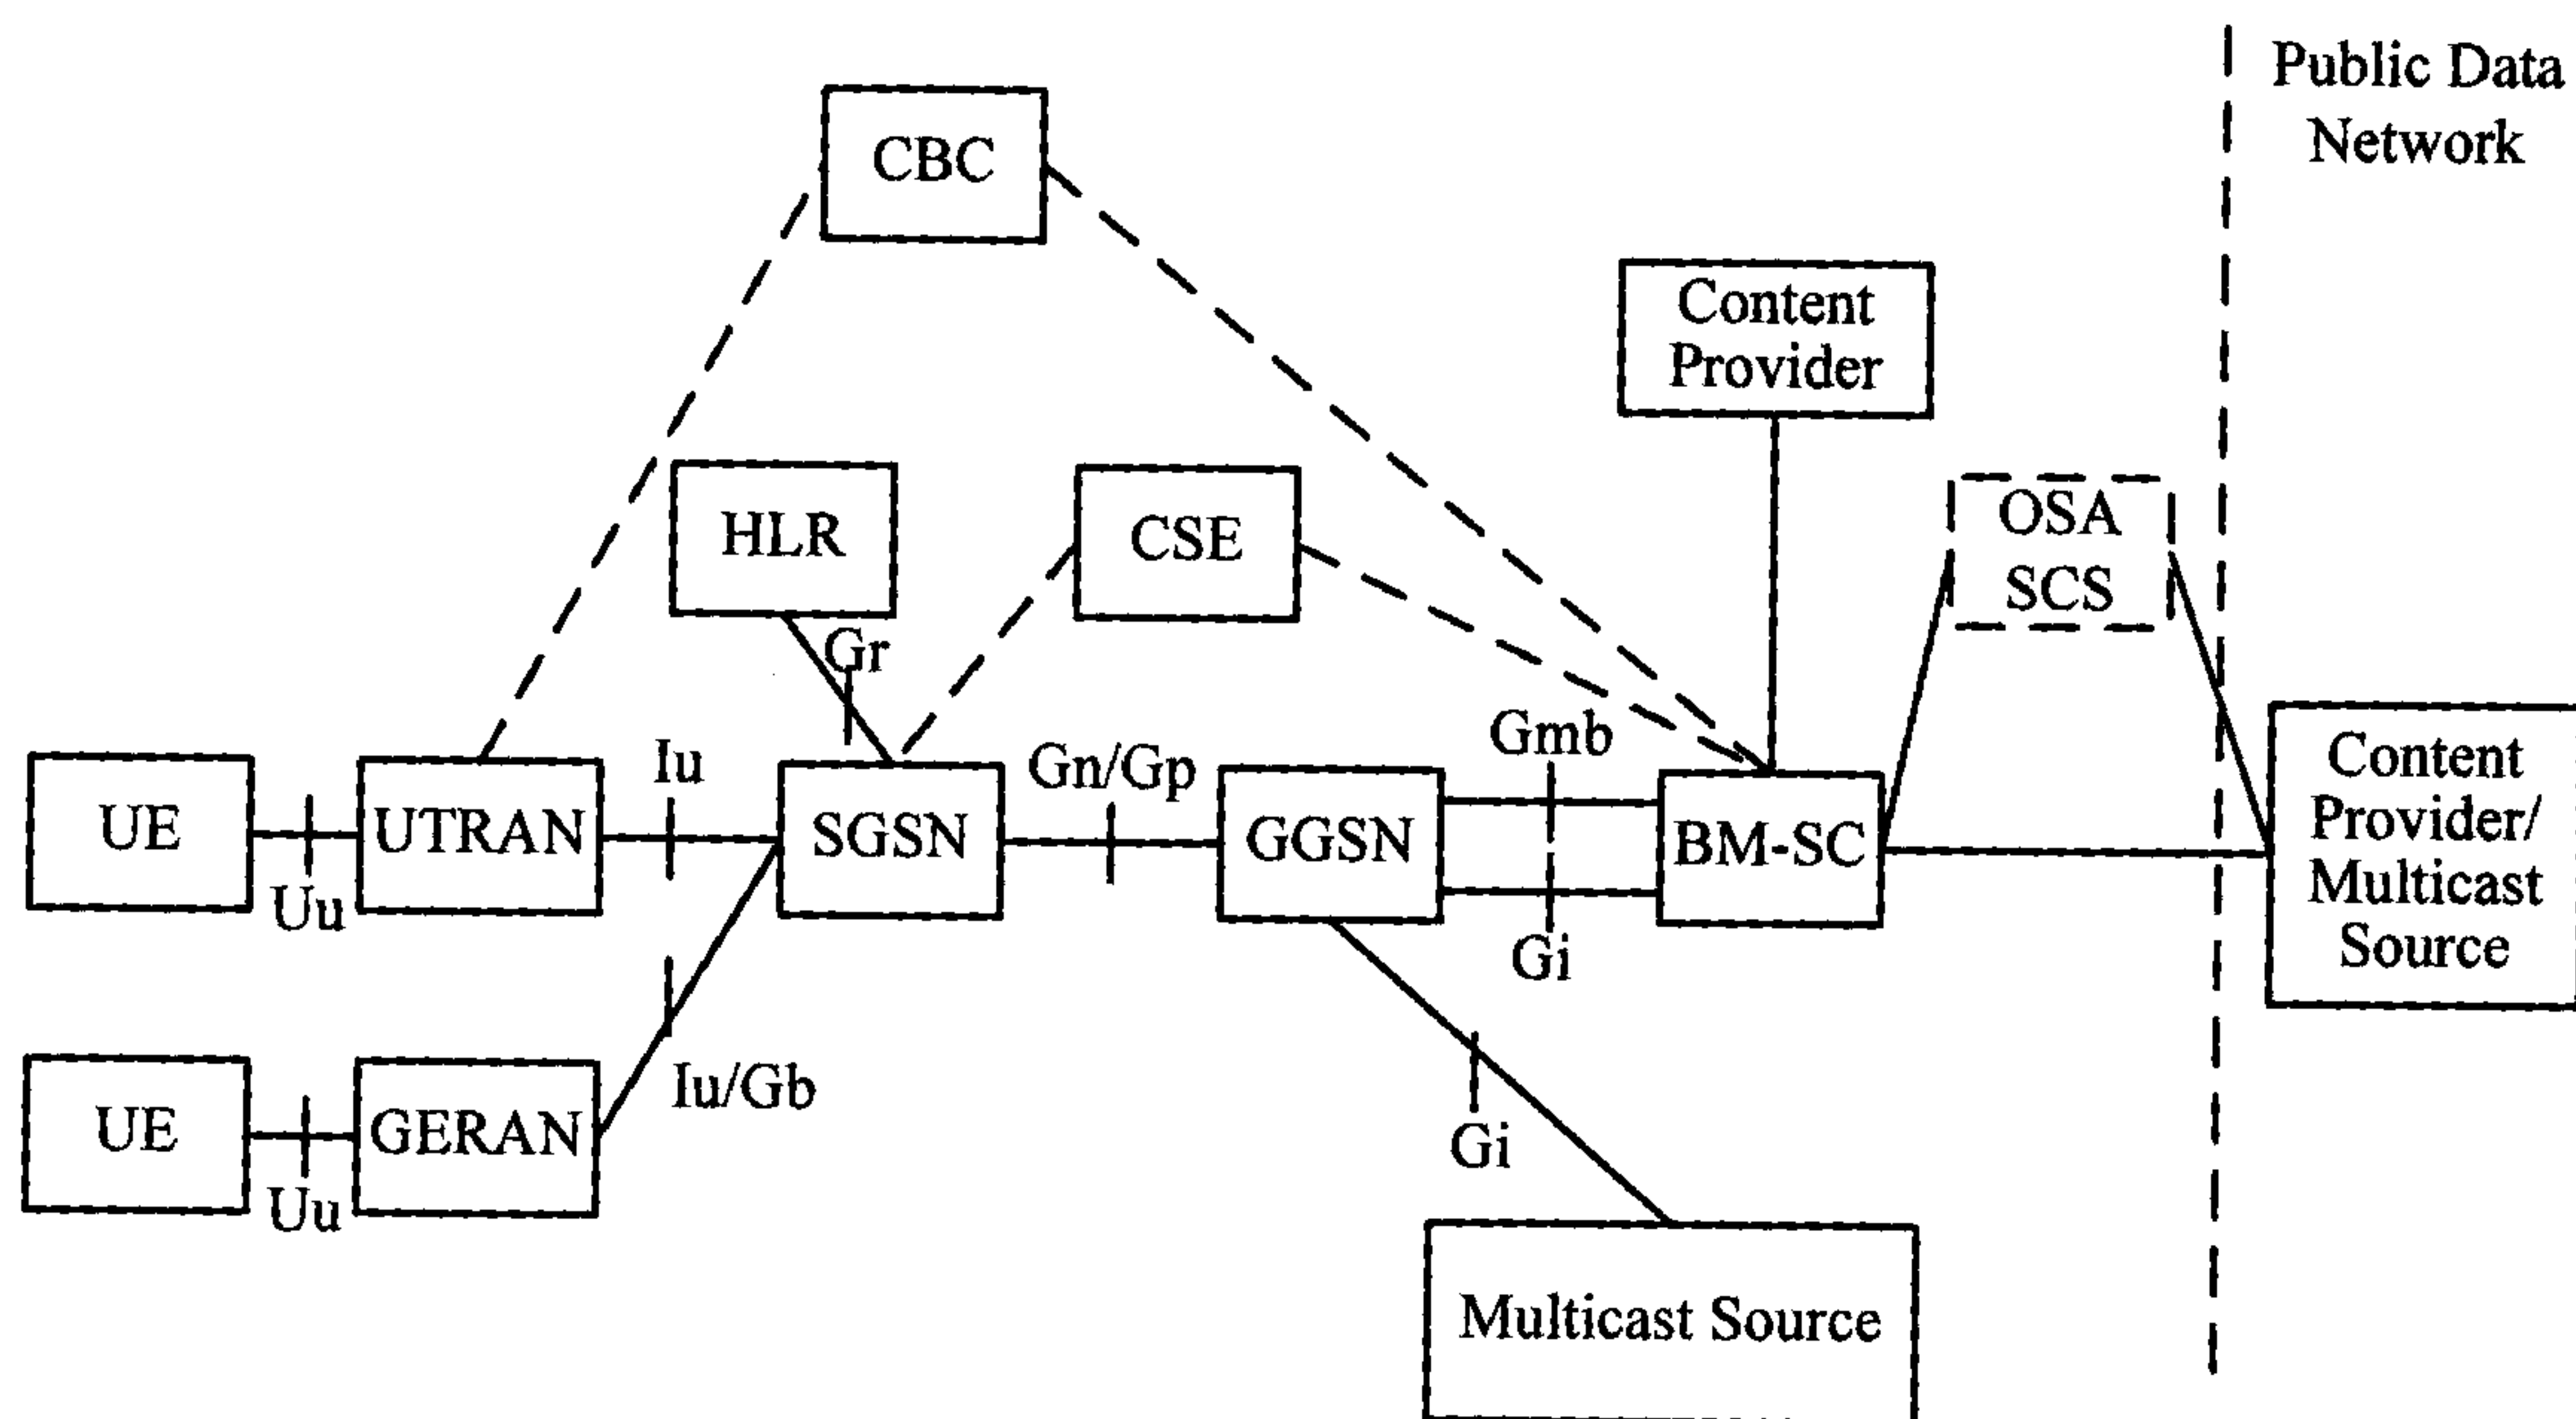 Public Data
Network
CBC
Content
Provider
HLR
CSE
OSA
SCS
Gr
Gmb
Iu
Gn/Gp
UE
UTRAN
SGSN
GGSN
BM-SC
Content
Provider/
Multicast
Source
Uu
Gi
Iu/Gb
UE
GERAN
Gi
Uu
Multicast Source